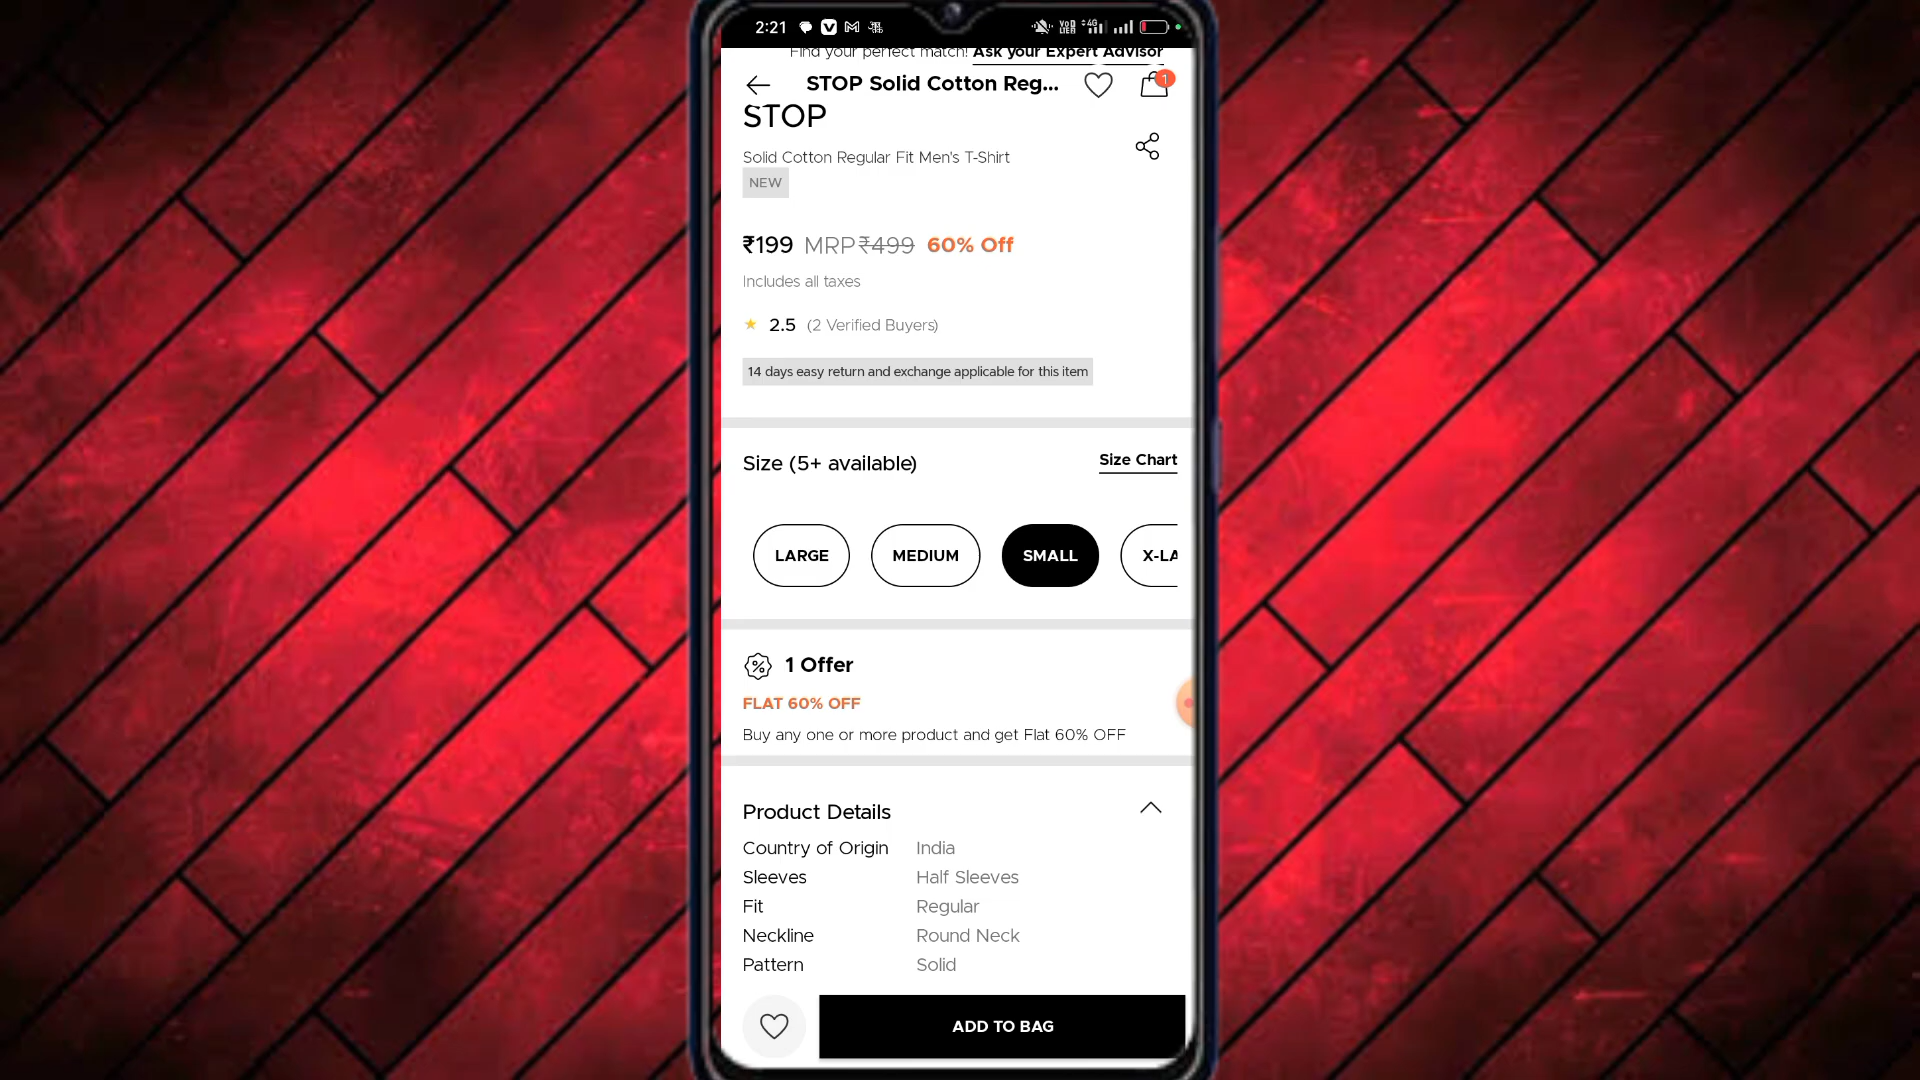 2:21
Find your perfect match! Ask your Expert Advisor
STOP Solid Cotton Reg...
1
STOP
Solid Cotton Regular Fit Men's T-Shirt
NEW
₹199 MRP ₹499 60% Off
Includes all taxes
2.5 (2 Verified Buyers)
14 days easy return and exchange applicable for this item
Size (5+ available)
Size Chart
LARGE
MEDIUM
SMALL
X-LA
1 Offer
FLAT 60% OFF
Buy any one or more product and get Flat 60% OFF
Product Details
Country of Origin India
Sleeves Half Sleeves
Fit Regular
Neckline Round Neck
Pattern Solid
ADD TO BAG